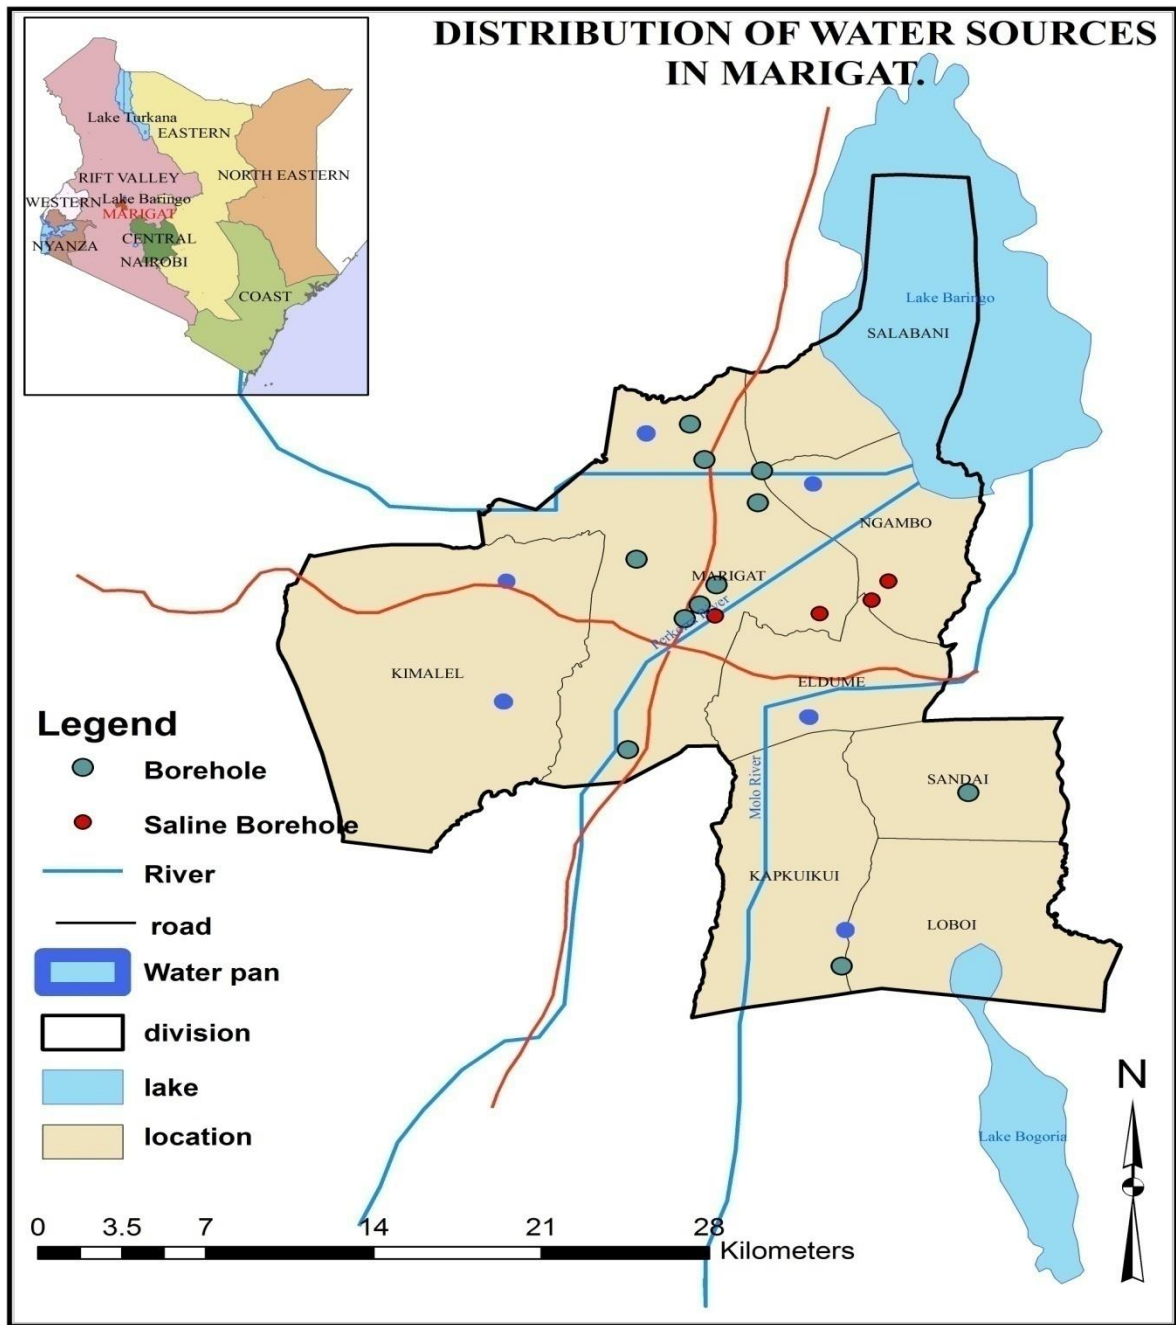 DISTRIBUTION OF WATER SOURCES
IN MARIGAT.
Lake Turkana
EASTERN
RIFT VALLEY
NORTH EASTERN
WESTERN
Lake Baringo
MARIGAT
NYANZA
CENTRAL
NAIROBI
COAST
Lake Baringo
SALABANI
NGAMBO
MARIGAT
River
KIMALEL
ELDUME
Molo River
SANDAI
KAPKUIKUI
LOBOI
Lake Bogoria
Legend
Borehole
Saline Borehole
River
road
Water pan
division
lake
location
N
0 3.5 7 14 21 28
Kilometers